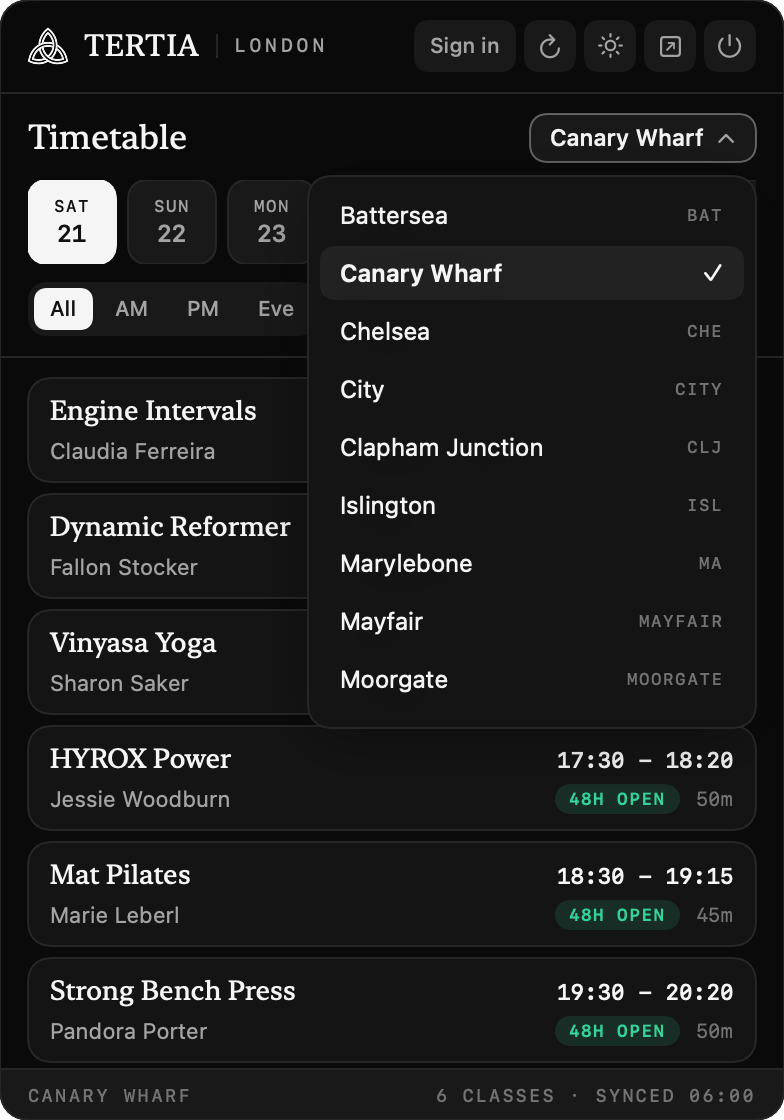 TERTIA LONDON Sign in
Timetable Canary Wharf
SAT SUN MON
21 22 23
All AM PM Eve
Battersea BAT
Canary Wharf
Chelsea CHE
City CITY
Clapham Junction CLJ
Islington ISL
Marylebone MA
Mayfair MAYFAIR
Moorgate MOORGATE
Engine Intervals
Claudia Ferreira
Dynamic Reformer
Fallon Stocker
Vinyasa Yoga
Sharon Saker
HYROX Power 17:30 – 18:20
Jessie Woodburn 48H OPEN 50m
Mat Pilates 18:30 – 19:15
Marie Leberl 48H OPEN 45m
Strong Bench Press 19:30 – 20:20
Pandora Porter 48H OPEN 50m
CANARY WHARF 6 CLASSES · SYNCED 06:00